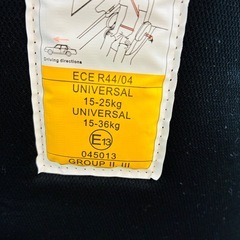 Driving directions
ECE R44/04
UNIVERSAL
15-25kg
UNIVERSAL
15-36kg
E13
045013
GROUP II, III